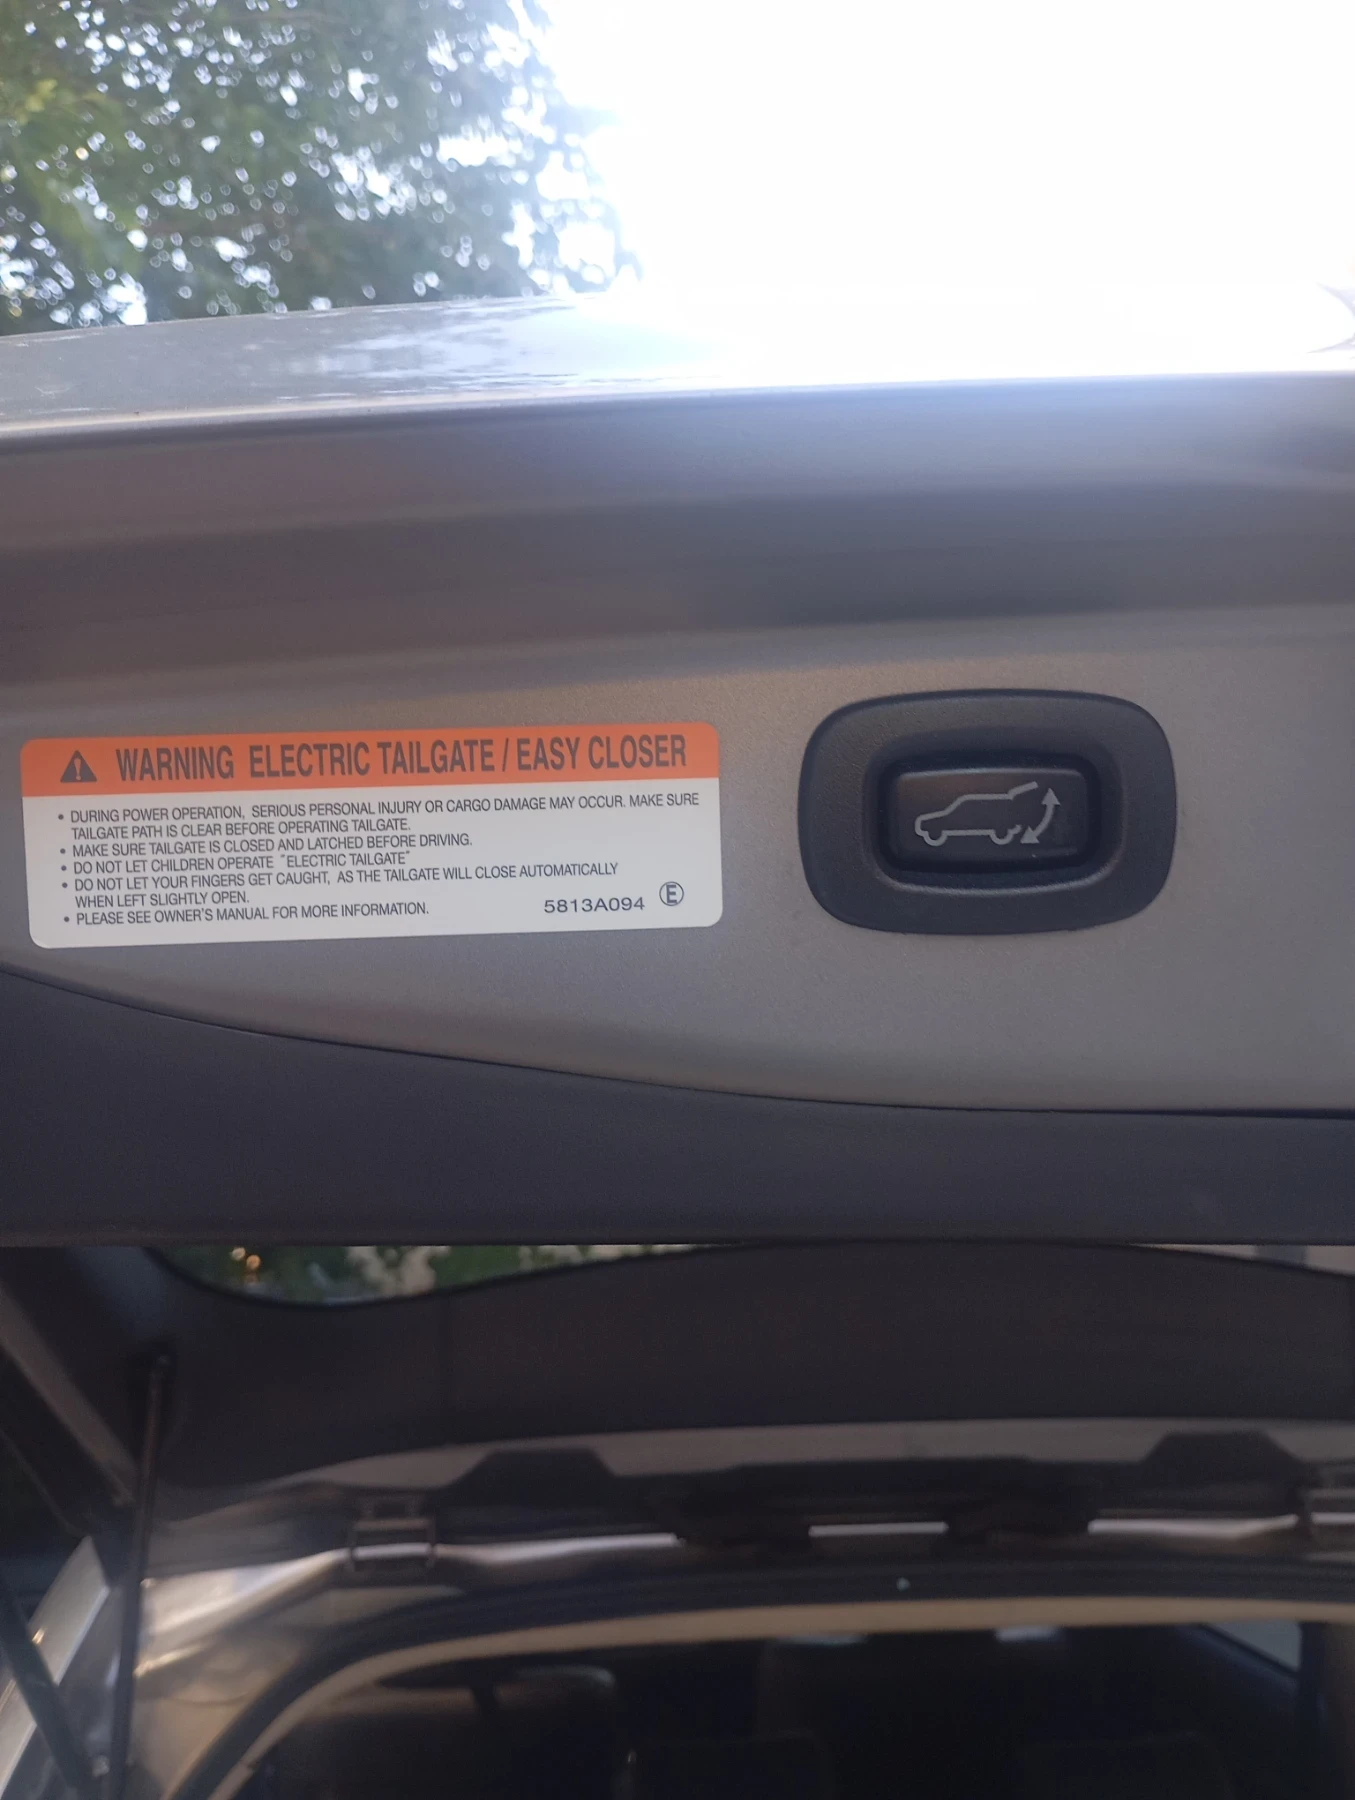 WARNING ELECTRIC TAILGATE / EASY CLOSER
• DURING POWER OPERATION, SERIOUS PERSONAL INJURY OR CARGO DAMAGE MAY OCCUR. MAKE SURE
TAILGATE PATH IS CLEAR BEFORE OPERATING TAILGATE.
• MAKE SURE TAILGATE IS CLOSED AND LATCHED BEFORE DRIVING.
• DO NOT LET CHILDREN OPERATE "ELECTRIC TAILGATE"
• DO NOT LET YOUR FINGERS GET CAUGHT, AS THE TAILGATE WILL CLOSE AUTOMATICALLY
WHEN LEFT SLIGHTLY OPEN.
• PLEASE SEE OWNER'S MANUAL FOR MORE INFORMATION.
5813A094 Ⓔ